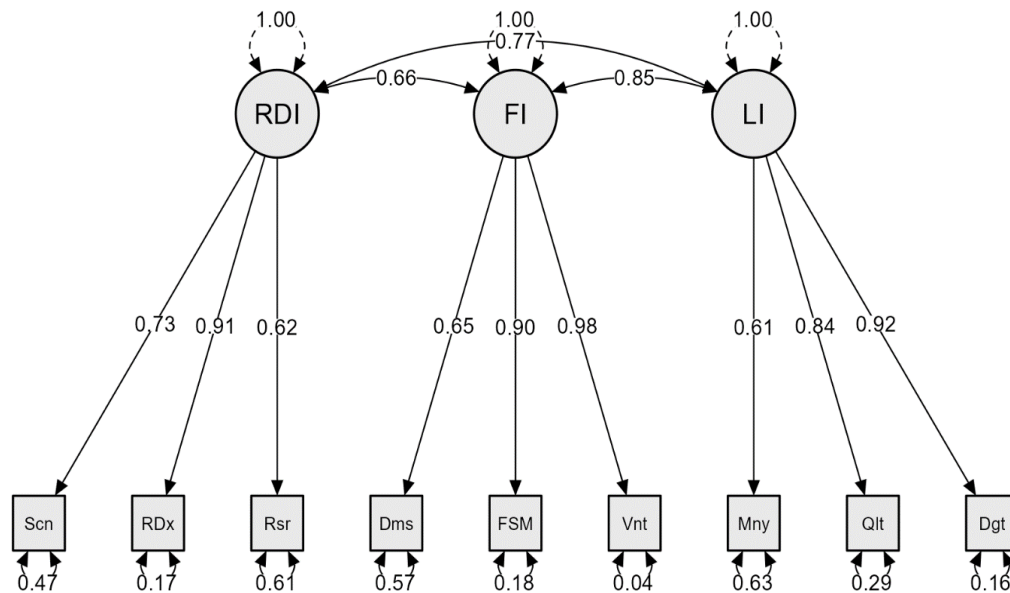 1.00 1.00 1.00
0.77
0.66 0.85
RDI FI LI
0.73 0.91 0.62 0.65 0.90 0.98 0.61 0.84 0.92
Scn RDx Rsr Dms FSM Vnt Mny Qlt Dgt
0.47 0.17 0.61 0.57 0.18 0.04 0.63 0.29 0.16